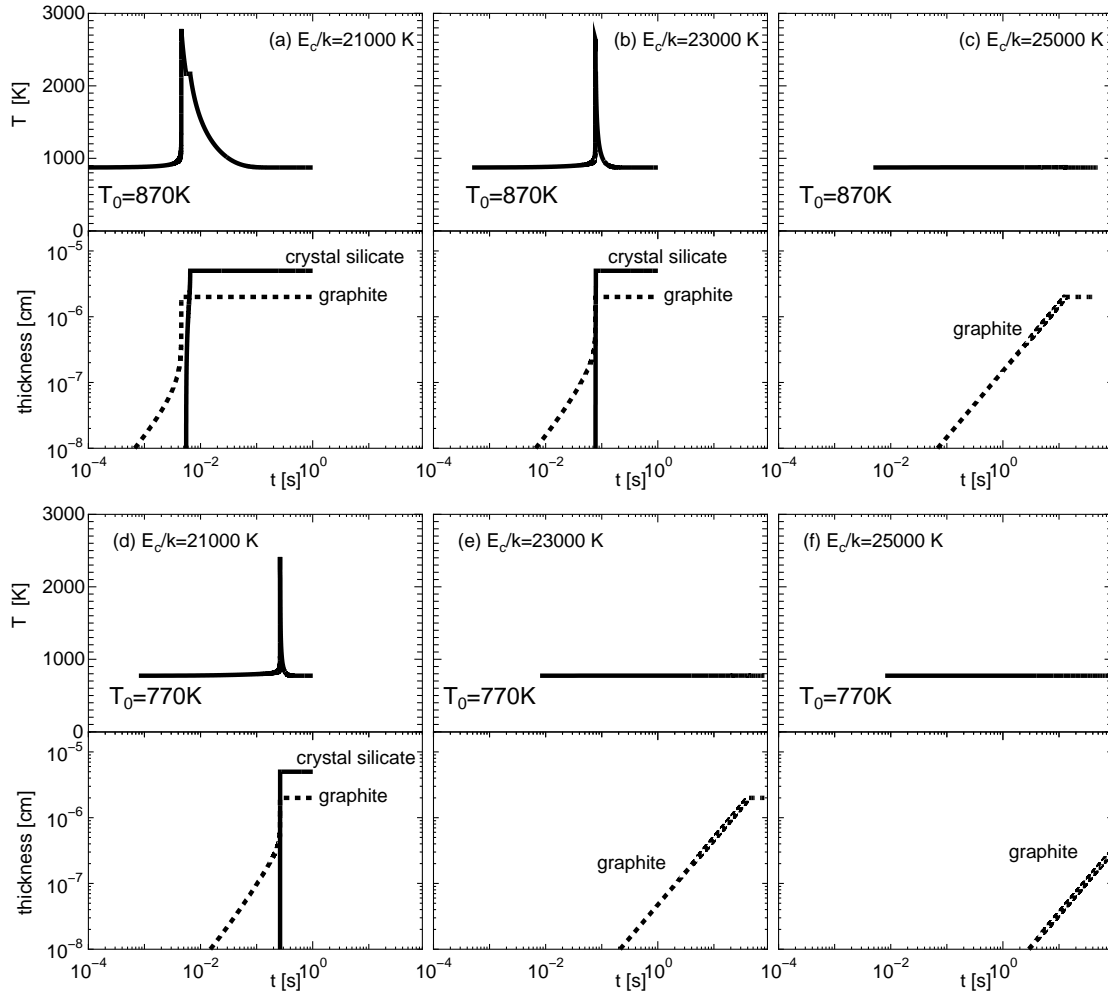 3000
2000
1000
0
T [K]
(a) E_c/k=21000 K
T_0=870K
(b) E_c/k=23000 K
T_0=870K
(c) E_c/k=25000 K
T_0=870K
10^{-5}
10^{-6}
10^{-7}
10^{-8}
thickness [cm]
crystal silicate
graphite
crystal silicate
graphite
graphite
10^{-4} 10^{-2} 10^0
t [s]
10^{-4} 10^{-2} 10^0
t [s]
10^{-4} 10^{-2} 10^0
t [s]
3000
2000
1000
0
T [K]
(d) E_c/k=21000 K
T_0=770K
(e) E_c/k=23000 K
T_0=770K
(f) E_c/k=25000 K
T_0=770K
10^{-5}
10^{-6}
10^{-7}
10^{-8}
thickness [cm]
crystal silicate
graphite
graphite
graphite
10^{-4} 10^{-2} 10^0
t [s]
10^{-4} 10^{-2} 10^0
t [s]
10^{-4} 10^{-2} 10^0
t [s]